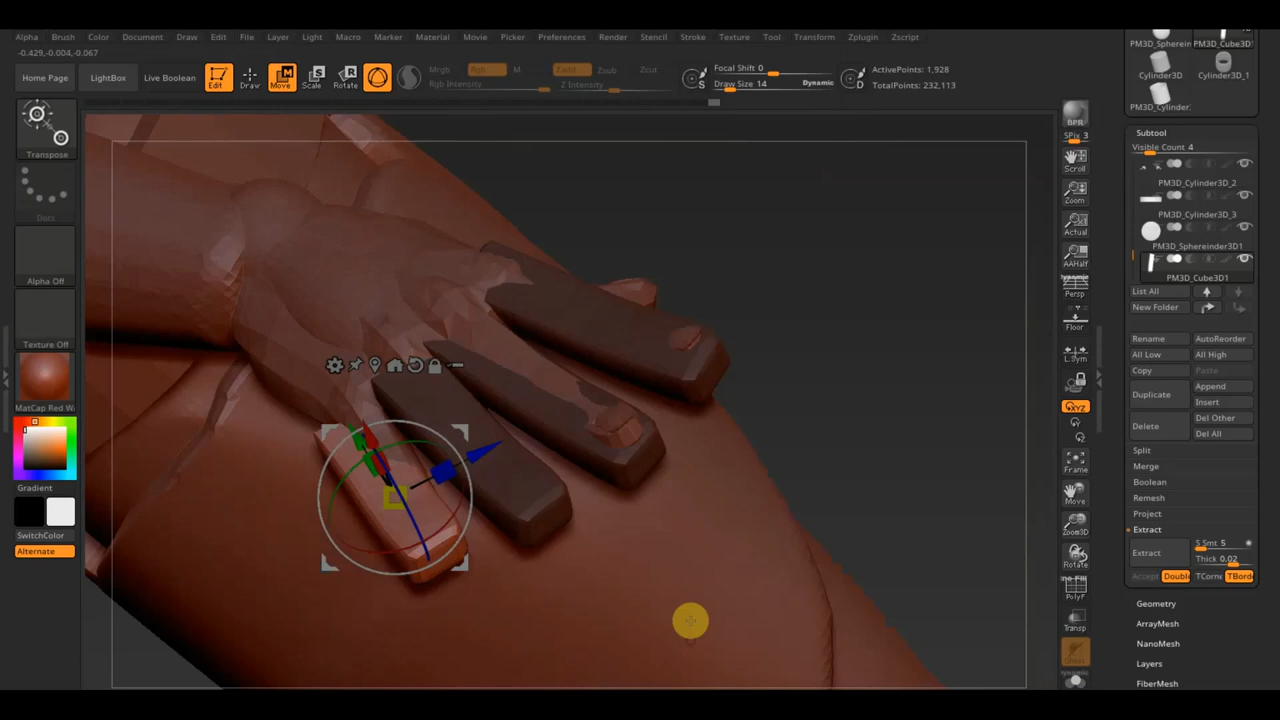 Alpha Brush Color Document Draw Edit File Layer Light Macro Marker Material Movie Picker Preferences Render Stencil Stroke Texture Tool Transform Zplugin Zscript
-0.429,-0.004,-0.067
Home Page LightBox Live Boolean Edit Draw Move Scale Rotate
Mrgb Rgb M Zadd Zsub Zcut
Rgb Intensity Z Intensity
Focal Shift 0
Draw Size 14 Dynamic
ActivePoints: 1,928
TotalPoints: 232,113
Transpose
Dots
Alpha Off
Texture Off
MatCap Red Wa
Gradient
SwitchColor
Alternate
BPR
SPix 3
Scroll
Zoom
Actual
AAHalf
Dynamic
Persp
Floor
L.Sym
XYZ
Frame
Move
Zoom3D
Rotate
PolyF
Transp
PM3D_Spherein PM3D_Cube3D1
Cylinder3D Cylinder3D_1
PM3D_Cylinder.
Subtool
Visible Count 4
PM3D_Cylinder3D_2
PM3D_Cylinder3D_3
PM3D_Sphereinder3D1
PM3D_Cube3D1
List All
New Folder
Rename AutoReorder
All Low All High
Copy Paste
Duplicate Append
Insert
Delete Del Other
Del All
Split
Merge
Boolean
Remesh
Project
Extract
Extract S Smt 5
Thick 0.02
Accept Double TCorne TBorde
Geometry
ArrayMesh
NanoMesh
Layers
FiberMesh